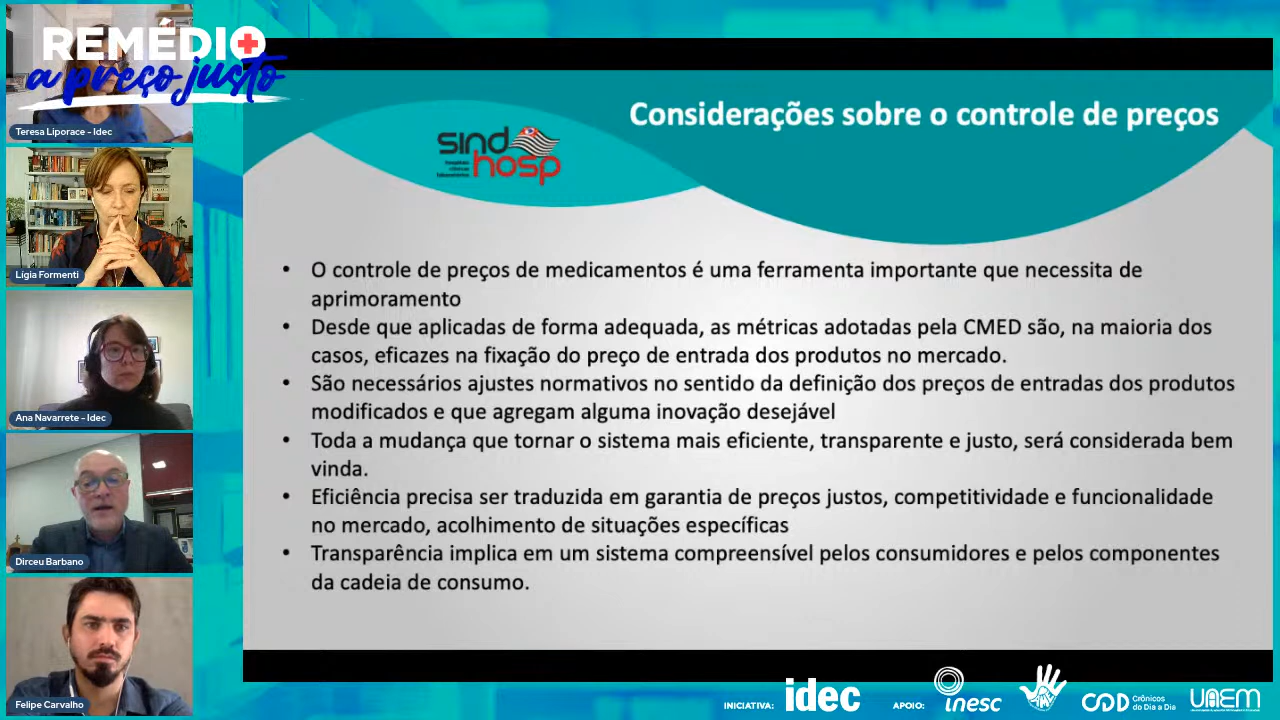 REMÉDIO
a preço justo
Teresa Liporace - Idec
Lígia Formenti
Ana Navarrete - Idec
Dirceu Barbano
Felipe Carvalho
Considerações sobre o controle de preços
sind
hosp
• O controle de preços de medicamentos é uma ferramenta importante que necessita de
aprimoramento
• Desde que aplicadas de forma adequada, as métricas adotadas pela CMED são, na maioria dos
casos, eficazes na fixação do preço de entrada dos produtos no mercado.
• São necessários ajustes normativos no sentido da definição dos preços de entradas dos produtos
modificados e que agregam alguma inovação desejável
• Toda a mudança que tornar o sistema mais eficiente, transparente e justo, será considerada bem
vinda.
• Eficiência precisa ser traduzida em garantia de preços justos, competitividade e funcionalidade
no mercado, acolhimento de situações específicas
• Transparência implica em um sistema compreensível pelos consumidores e pelos componentes
da cadeia de consumo.
INICIATIVA:
idec
APOIO:
inesc
CDD
Crônicos
do Dia a Dia
UAEM